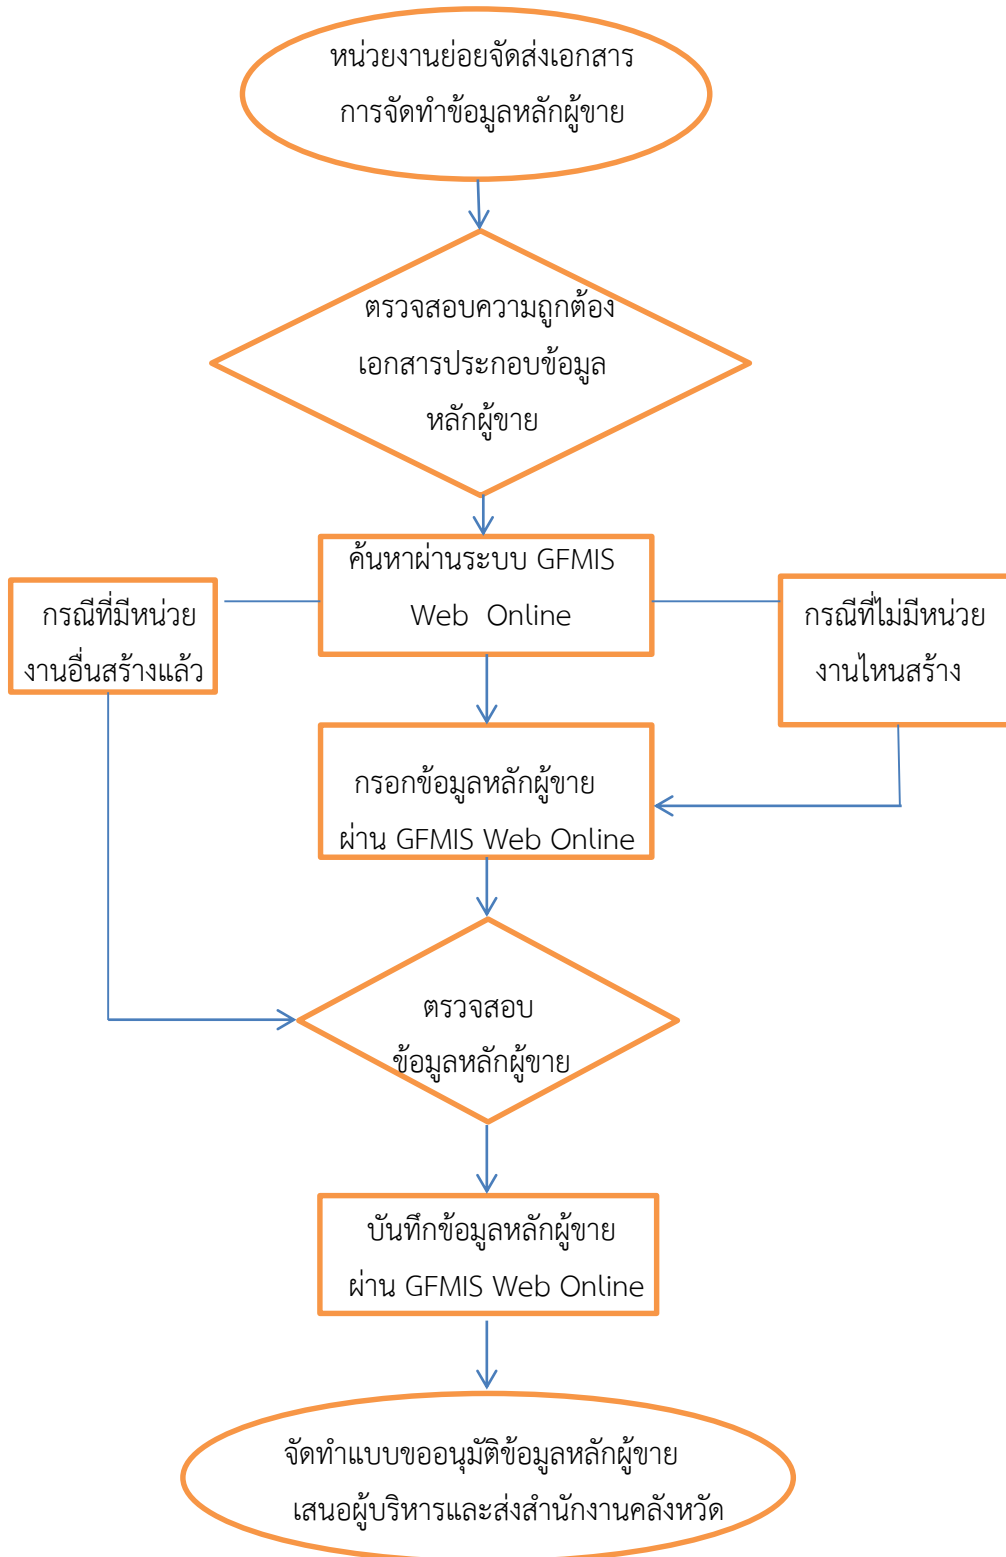 หน่วยงานย่อยจัดส่งเอกสาร
การจัดทำข้อมูลหลักผู้ขาย
ตรวจสอบความถูกต้อง
เอกสารประกอบข้อมูล
หลักผู้ขาย
ค้นหาผ่านระบบ GFMIS
Web Online
กรณีที่มีหน่วย
งานอื่นสร้างแล้ว
กรณีที่ไม่มีหน่วย
งานไหนสร้าง
กรอกข้อมูลหลักผู้ขาย
ผ่าน GFMIS Web Online
ตรวจสอบ
ข้อมูลหลักผู้ขาย
บันทึกข้อมูลหลักผู้ขาย
ผ่าน GFMIS Web Online
จัดทำแบบขออนุมัติข้อมูลหลักผู้ขาย
เสนอผู้บริหารและส่งสำนักงานคลังหวัด